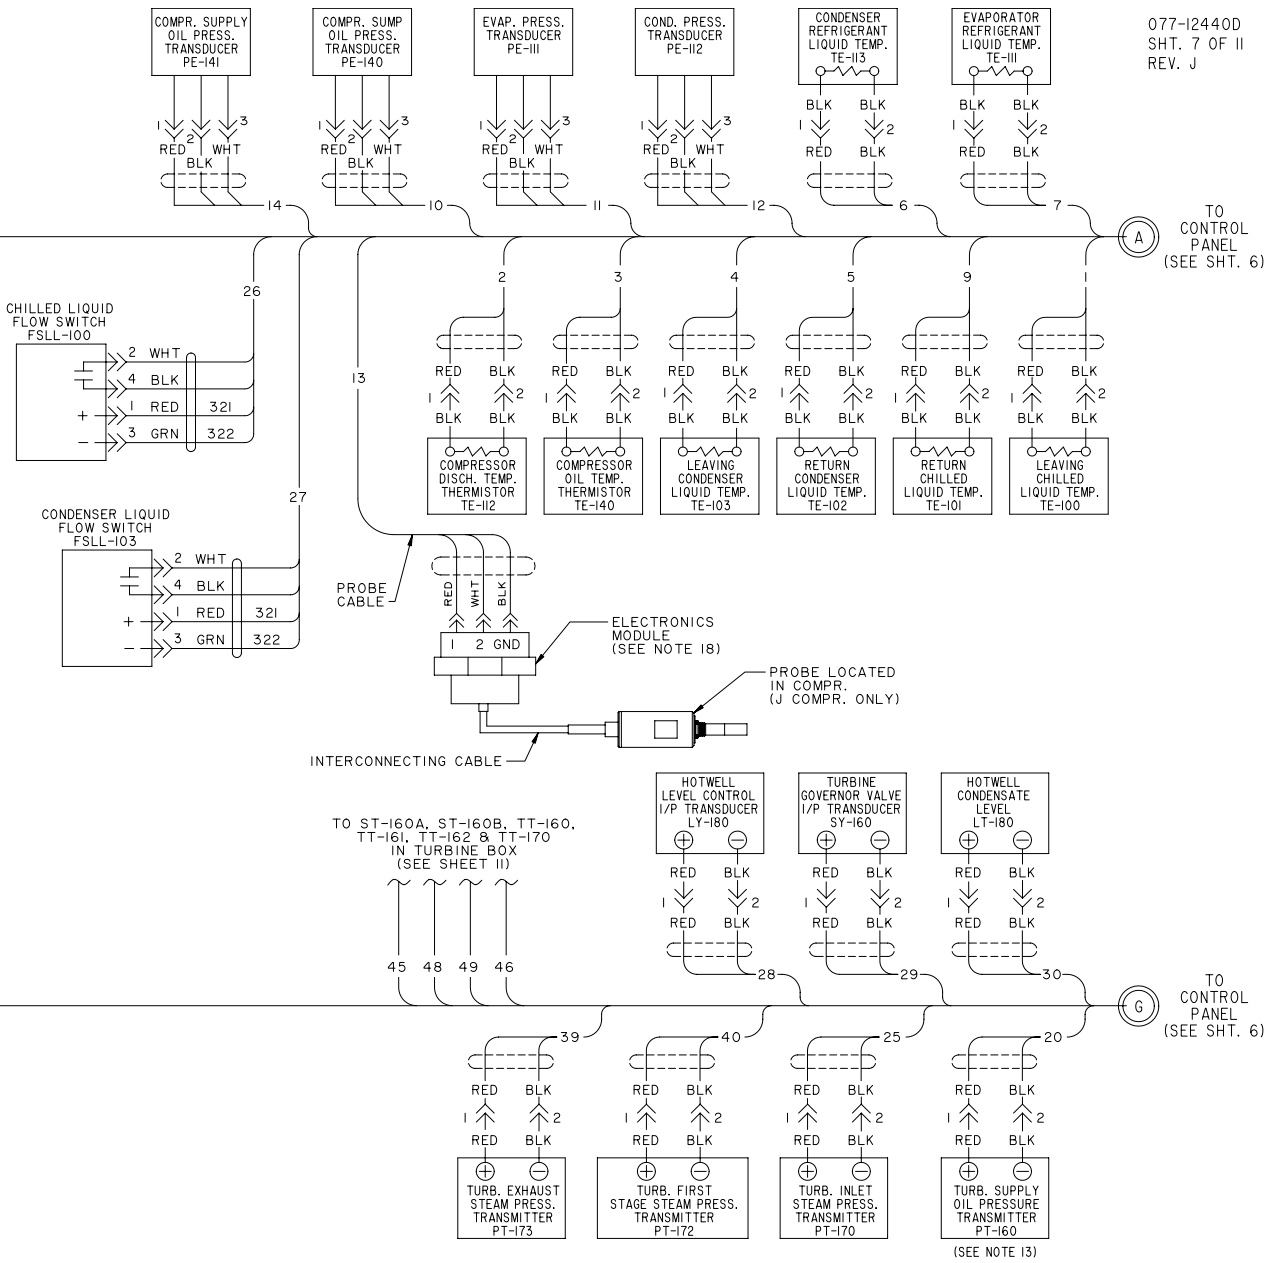 COMPR. SUPPLY
OIL PRESS.
TRANSDUCER
PE-141
COMPR. SUMP
OIL PRESS.
TRANSDUCER
PE-140
EVAP. PRESS.
TRANSDUCER
PE-111
COND. PRESS.
TRANSDUCER
PE-112
CONDENSER
REFRIGERANT
LIQUID TEMP.
TE-113
EVAPORATOR
REFRIGERANT
LIQUID TEMP.
TE-111
077-12440D
SHT. 7 OF 11
REV. J
BLK BLK
BLK BLK
1 2 3
1 2 3
1 2 3
1 2 3
1 2
1 2
RED BLK WHT
RED BLK WHT
RED BLK WHT
RED BLK WHT
RED BLK
RED BLK
14
10
11
12
6
7
A
TO
CONTROL
PANEL
(SEE SHT. 6)
26
2
3
4
5
9
1
CHILLED LIQUID
FLOW SWITCH
FSLL-100
2 WHT
4 BLK
+ 1 RED 321
- 3 GRN 322
13
RED BLK
RED BLK
RED BLK
RED BLK
RED BLK
RED BLK
1 2
1 2
1 2
1 2
1 2
1 2
BLK BLK
BLK BLK
BLK BLK
BLK BLK
BLK BLK
BLK BLK
COMPRESSOR
DISCH. TEMP.
THERMISTOR
TE-112
COMPRESSOR
OIL TEMP.
THERMISTOR
TE-140
LEAVING
CONDENSER
LIQUID TEMP.
TE-103
RETURN
CONDENSER
LIQUID TEMP.
TE-102
RETURN
CHILLED
LIQUID TEMP.
TE-101
LEAVING
CHILLED
LIQUID TEMP.
TE-100
27
CONDENSER LIQUID
FLOW SWITCH
FSLL-103
2 WHT
4 BLK
+ 1 RED 321
- 3 GRN 322
PROBE
CABLE
RED
WHT
BLK
1 2 GND
ELECTRONICS
MODULE
(SEE NOTE 18)
PROBE LOCATED
IN COMPR.
(J COMPR. ONLY)
INTERCONNECTING CABLE
TO ST-160A, ST-160B, TT-160,
TT-161, TT-162 & TT-170
IN TURBINE BOX
(SEE SHEET 11)
HOTWELL
LEVEL CONTROL
I/P TRANSDUCER
LY-180
TURBINE
GOVERNOR VALVE
I/P TRANSDUCER
SY-160
HOTWELL
CONDENSATE
LEVEL
LT-180
+ -
+ -
+ -
RED BLK
RED BLK
RED BLK
1 2
1 2
1 2
RED BLK
RED BLK
RED BLK
45 48 49 46
28
29
30
G
TO
CONTROL
PANEL
(SEE SHT. 6)
39
40
25
20
RED BLK
RED BLK
RED BLK
RED BLK
1 2
1 2
1 2
1 2
RED BLK
RED BLK
RED BLK
RED BLK
+ -
+ -
+ -
+ -
TURB. EXHAUST
STEAM PRESS.
TRANSMITTER
PT-173
TURB. FIRST
STAGE STEAM PRESS.
TRANSMITTER
PT-172
TURB. INLET
STEAM PRESS.
TRANSMITTER
PT-170
TURB. SUPPLY
OIL PRESSURE
TRANSMITTER
PT-160
(SEE NOTE 13)